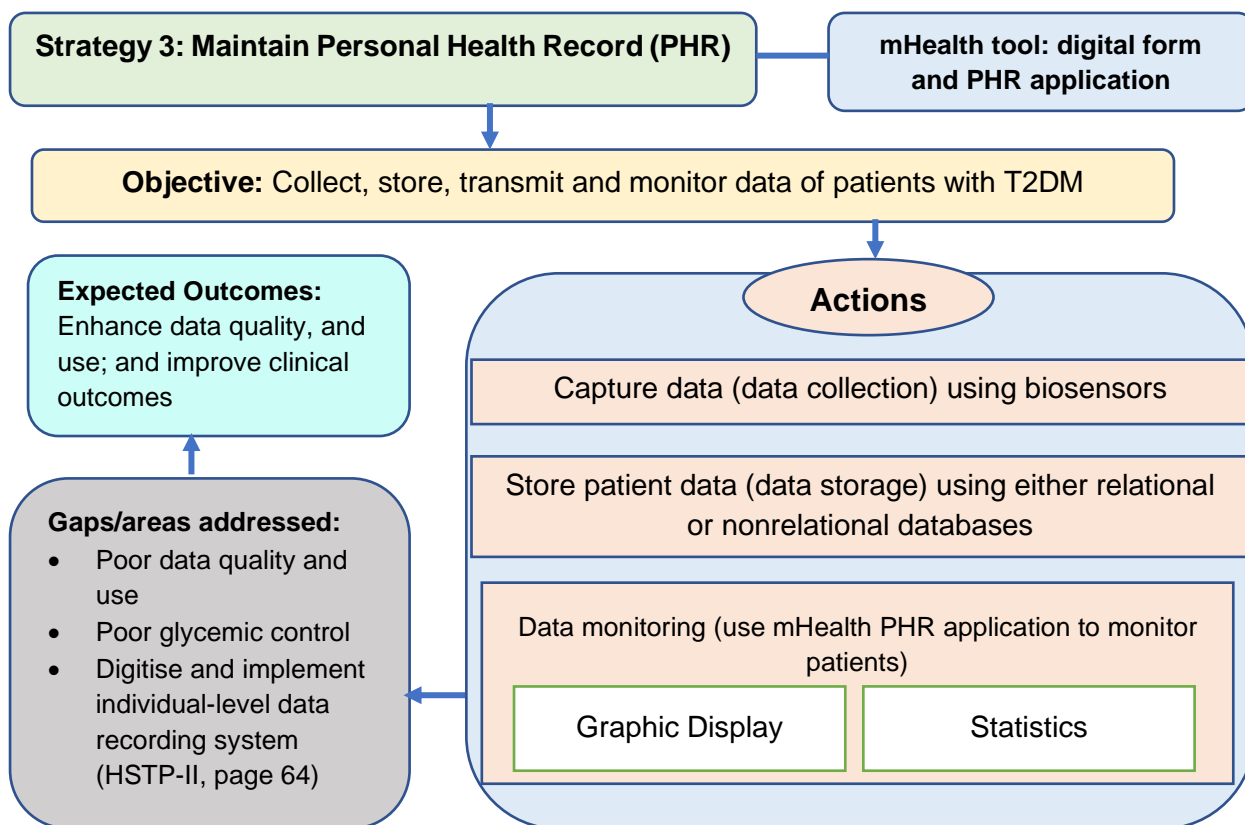 Strategy 3: Maintain Personal Health Record (PHR)
mHealth tool: digital form
and PHR application
Objective: Collect, store, transmit and monitor data of patients with T2DM
Actions
Capture data (data collection) using biosensors
Store patient data (data storage) using either relational
or nonrelational databases
Data monitoring (use mHealth PHR application to monitor
patients)
Graphic Display
Statistics
Gaps/areas addressed:
• Poor data quality and
use
• Poor glycemic control
• Digitise and implement
individual-level data
recording system
(HSTP-II, page 64)
Expected Outcomes:
Enhance data quality, and
use; and improve clinical
outcomes